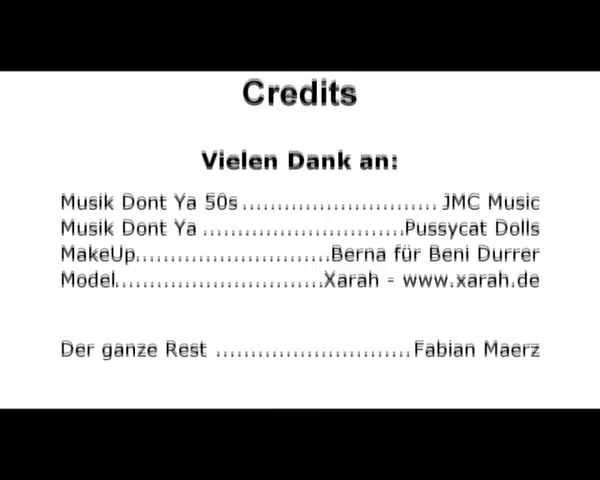 Credits
Vielen Dank an:
Musik Dont Ya 50s............................JMC Music
Musik Dont Ya .............................Pussycat Dolls
MakeUp............................Berna für Beni Durrer
Model..............................Xarah - www.xarah.de
Der ganze Rest ............................Fabian Maerz